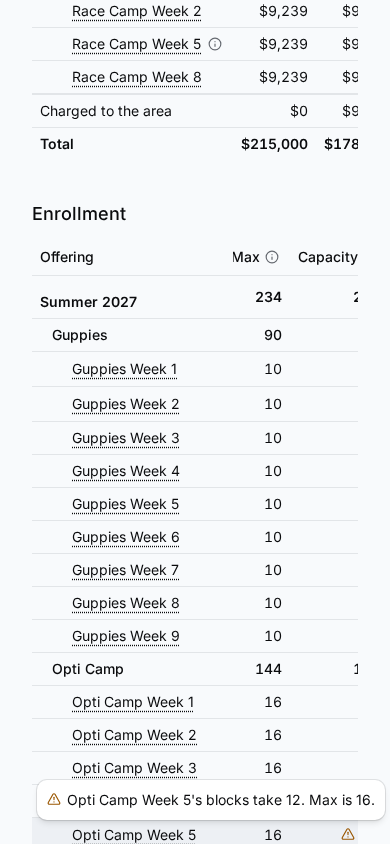 Race Camp Week 2 $9,239 $9
Race Camp Week 5 $9,239 $9
Race Camp Week 8 $9,239 $9
Charged to the area $0 $9
Total $215,000 $178
Enrollment
Offering Max Capacity
Summer 2027 234 2
Guppies 90
Guppies Week 1 10
Guppies Week 2 10
Guppies Week 3 10
Guppies Week 4 10
Guppies Week 5 10
Guppies Week 6 10
Guppies Week 7 10
Guppies Week 8 10
Guppies Week 9 10
Opti Camp 144 1
Opti Camp Week 1 16
Opti Camp Week 2 16
Opti Camp Week 3 16
Opti Camp Week 5's blocks take 12. Max is 16.
Opti Camp Week 5 16